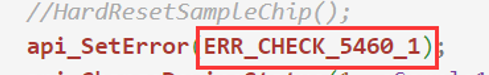 //HardResetSampleChip();
api_SetError(ERR_CHECK_5460_1);